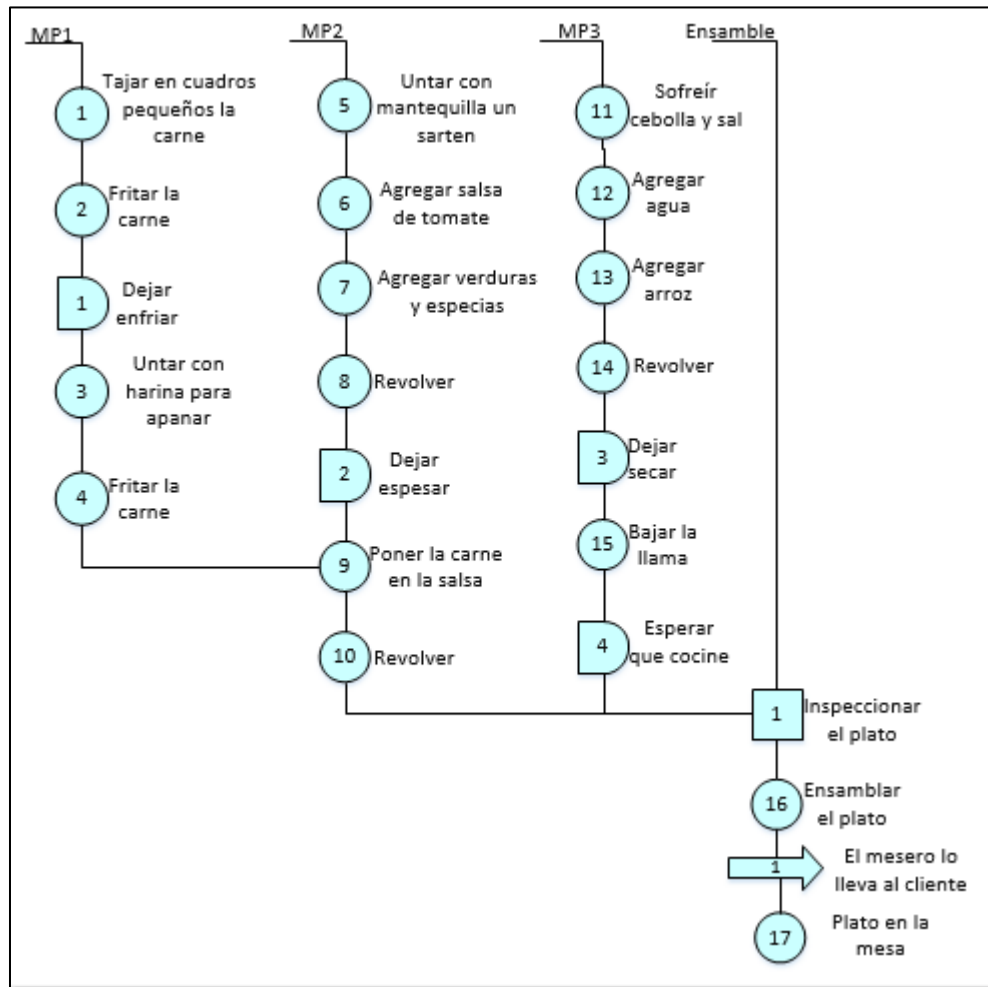 MP1
1
Tajar en cuadros
pequeños la
carne
2
Fritar la
carne
1
Dejar
enfriar
3
Untar con
harina para
apanar
4
Fritar la
carne
MP2
5
Untar con
mantequilla un
sarten
6
Agregar salsa
de tomate
7
Agregar verduras
y especias
8
Revolver
2
Dejar
espesar
9
Poner la carne
en la salsa
10
Revolver
MP3
11
Sofreír
cebolla y sal
12
Agregar
agua
13
Agregar
arroz
14
Revolver
3
Dejar
secar
15
Bajar la
llama
4
Esperar
que cocine
Ensamble
1
Inspeccionar
el plato
16
Ensamblar
el plato
1
El mesero lo
lleva al cliente
17
Plato en la
mesa